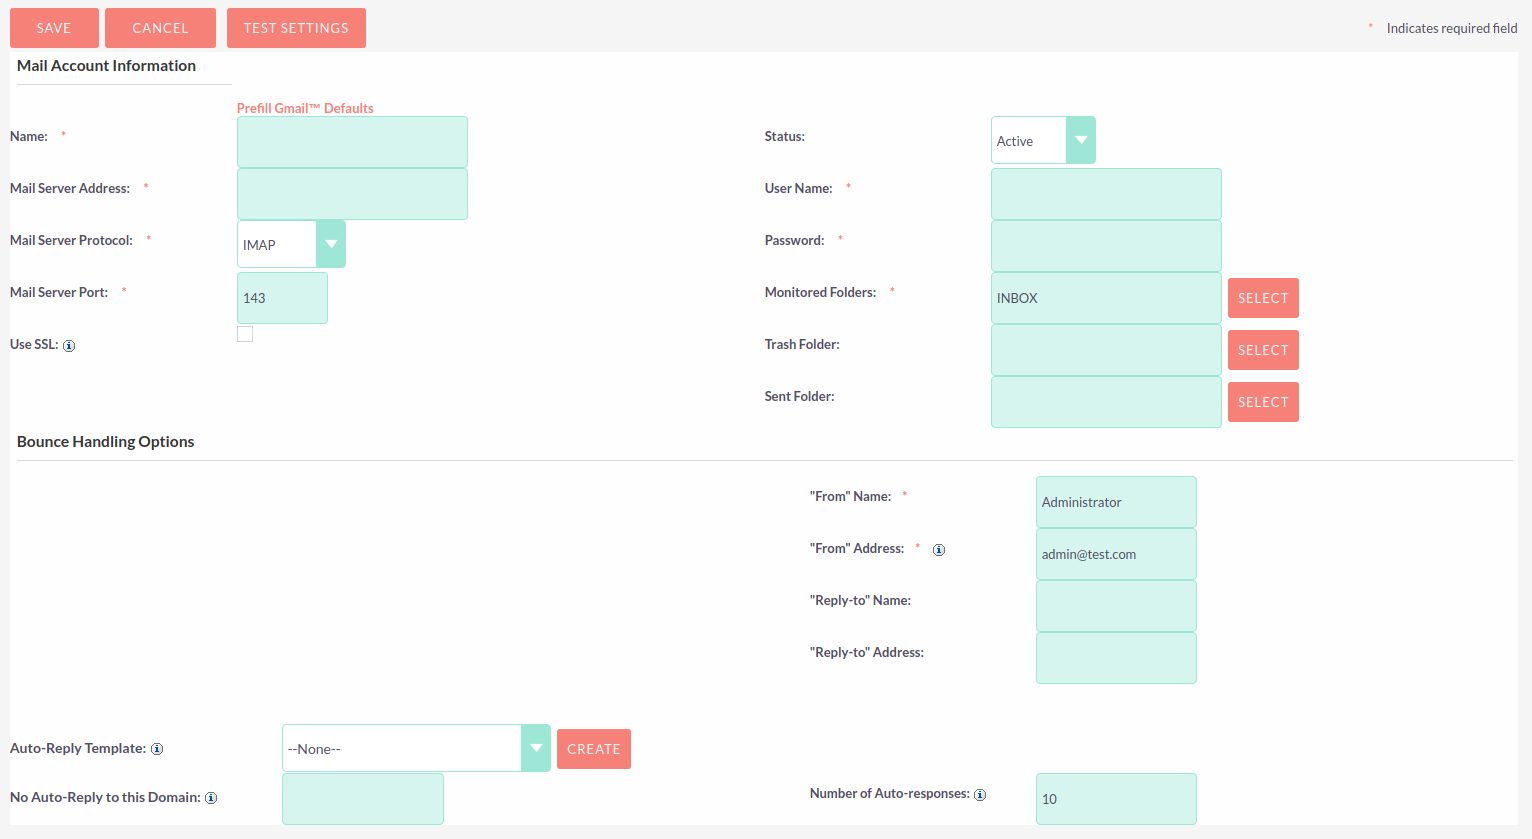 SAVE CANCEL TEST SETTINGS * Indicates required field
Mail Account Information
Prefill Gmail™ Defaults
Name: * Status: Active
Mail Server Address: * User Name: *
Mail Server Protocol: * IMAP Password: *
Mail Server Port: * 143 Monitored Folders: * INBOX SELECT
Use SSL: Trash Folder: SELECT
Sent Folder: SELECT
Bounce Handling Options
"From" Name: * Administrator
"From" Address: * admin@test.com
"Reply-to" Name:
"Reply-to" Address:
Auto-Reply Template: --None-- CREATE
No Auto-Reply to this Domain: Number of Auto-responses: 10